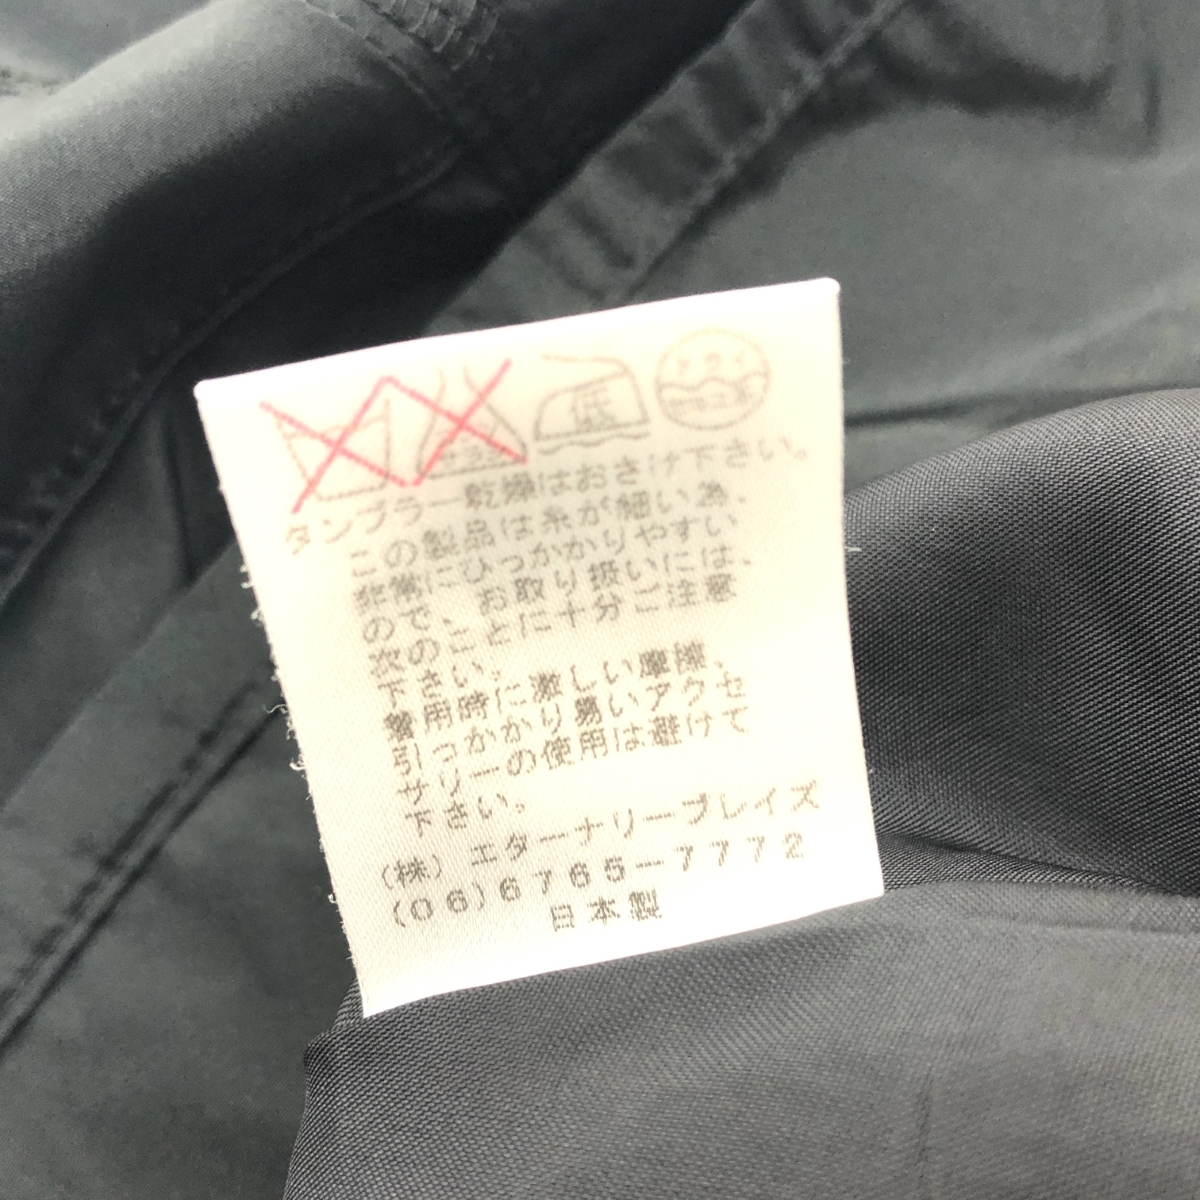 低
ドライ
タンブラー乾燥はおさけ下さい。
この製品は糸が細い為、
非常にひっかかりやすい
ので、お取り扱いには、
次のことに十分ご注意
下さい。
着用時に激しい摩擦、
引っかかり易いアクセ
サリーの使用は避けて
下さい。
(株) エターナリーブレイズ
(06)6765-7772
日本製